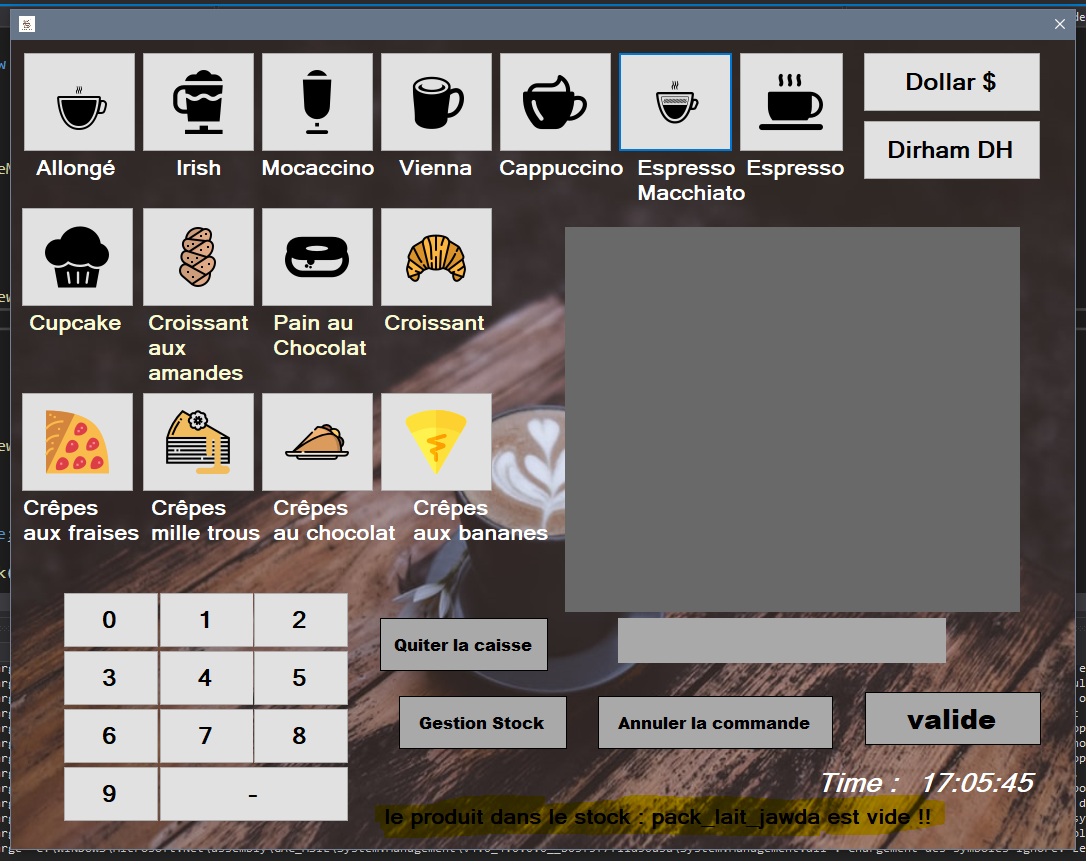 Dollar $
Dirham DH
Allongé
Irish
Mocaccino
Vienna
Cappuccino
Espresso
Macchiato
Espresso
Cupcake
Croissant
aux
amandes
Pain au
Chocolat
Croissant
Crêpes
aux fraises
Crêpes
mille trous
Crêpes
au chocolat
Crêpes
aux bananes
0 1 2
3 4 5
6 7 8
9 -
Quiter la caisse
Gestion Stock
Annuler la commande
valide
Time : 17:05:45
le produit dans le stock : pack_lait_jawda est vide !!